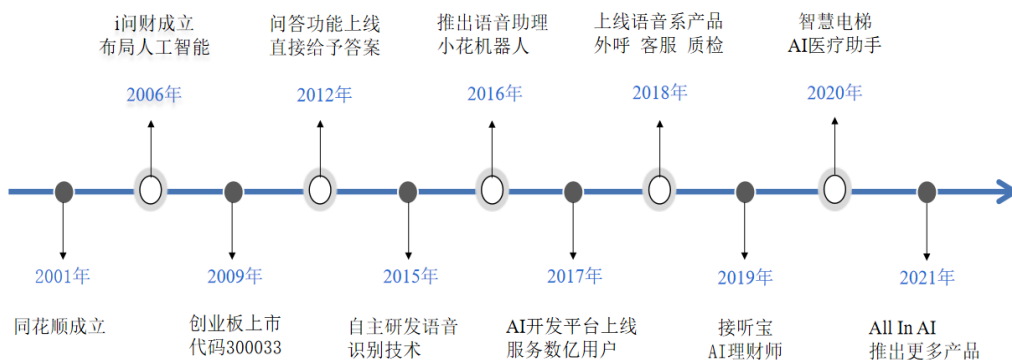 i问财成立
布局人工智能
2006年
问答功能上线
直接给予答案
2012年
推出语音助理
小花机器人
2016年
上线语音系产品
外呼 客服 质检
2018年
智慧电梯
AI医疗助手
2020年
2001年
同花顺成立
2009年
创业板上市
代码300033
2015年
自主研发语音
识别技术
2017年
AI开发平台上线
服务数亿用户
2019年
接听宝
AI理财师
2021年
All In AI
推出更多产品